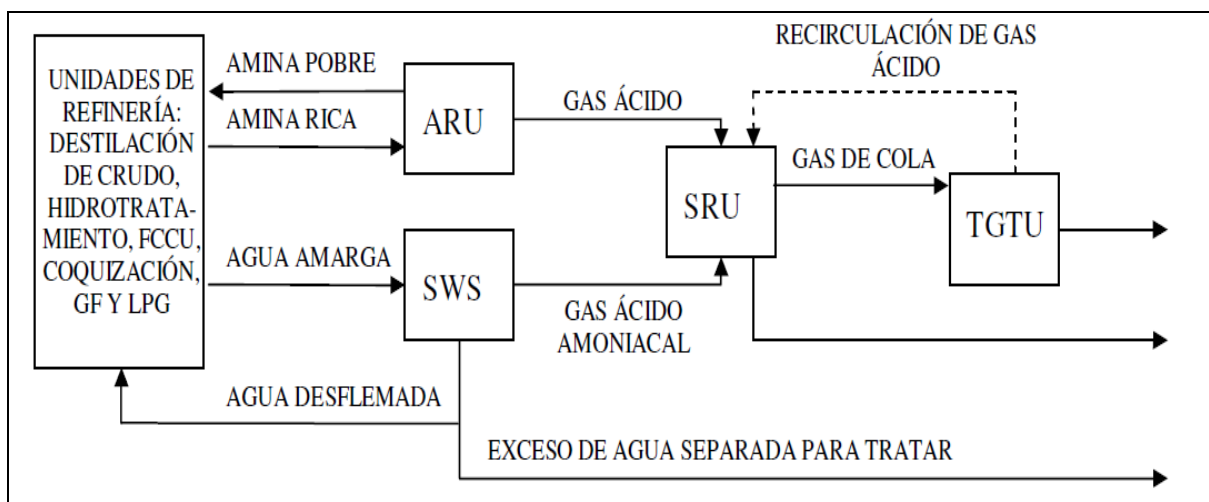 UNIDADES DE
REFINERÍA:
DESTILACIÓN
DE CRUDO,
HIDROTRATA-
MIENTO, FCCU,
COQUIZACIÓN,
GF Y LPG
AMINA POBRE
AMINA RICA
ARU
GAS ÁCIDO
RECIRCULACIÓN DE GAS
ÁCIDO
SRU
GAS DE COLA
TGTU
AGUA AMARGA
SWS
GAS ÁCIDO
AMONIACAL
AGUA DESFLEMADA
EXCESO DE AGUA SEPARADA PARA TRATAR